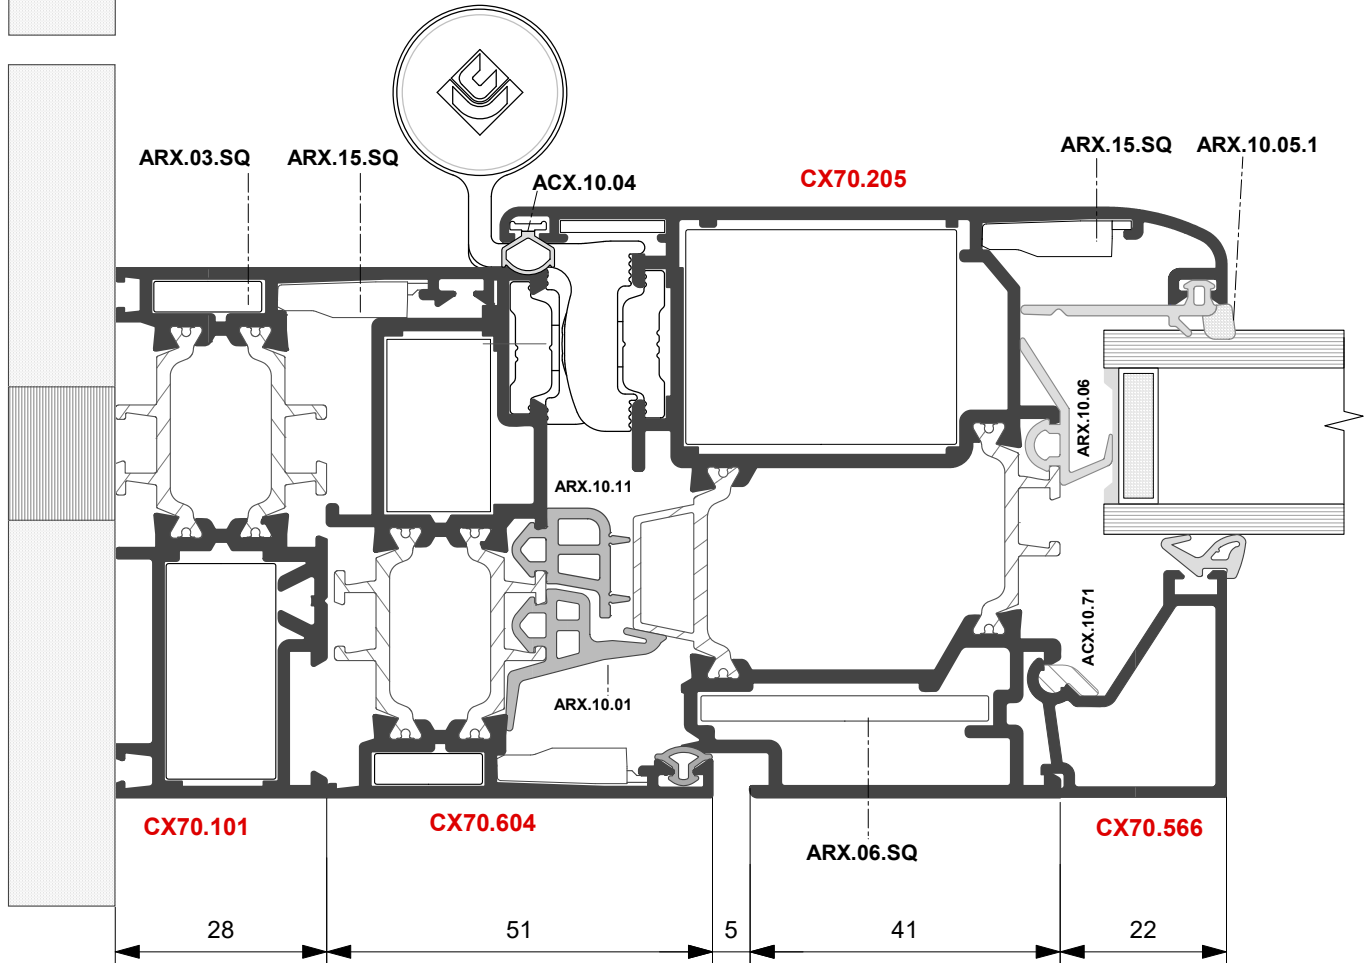 ARX.03.SQ
ARX.15.SQ
ACX.10.04
CX70.205
ARX.15.SQ
ARX.10.05.1
ARX.10.06
ARX.10.11
ACX.10.71
ARX.10.01
CX70.101
CX70.604
ARX.06.SQ
CX70.566
28
51
5
41
22